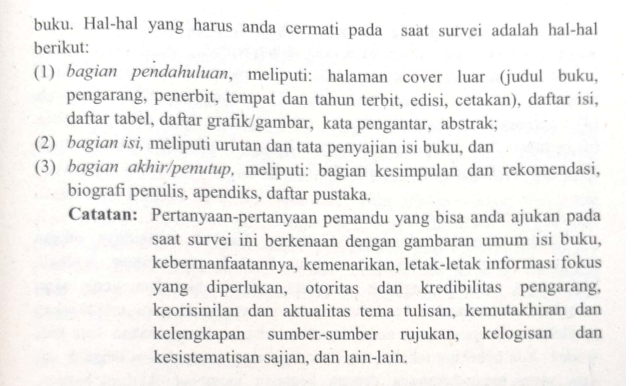 buku. Hal-hal yang harus anda cermati pada saat survei adalah hal-hal
berikut:
(1) bagian pendahuluan, meliputi: halaman cover luar (judul buku,
pengarang, penerbit, tempat dan tahun terbit, edisi, cetakan), daftar isi,
daftar tabel, daftar grafik/gambar, kata pengantar, abstrak;
(2) bagian isi, meliputi urutan dan tata penyajian isi buku, dan
(3) bagian akhir/penutup, meliputi: bagian kesimpulan dan rekomendasi,
biografi penulis, apendiks, daftar pustaka.
Catatan: Pertanyaan-pertanyaan pemandu yang bisa anda ajukan pada
saat survei ini berkenaan dengan gambaran umum isi buku,
kebermanfaatannya, kemenarikan, letak-letak informasi fokus
yang diperlukan, otoritas dan kredibilitas pengarang,
keorisinilan dan aktualitas tema tulisan, kemutakhiran dan
kelengkapan sumber-sumber rujukan, kelogisan dan
kesistematisan sajian, dan lain-lain.